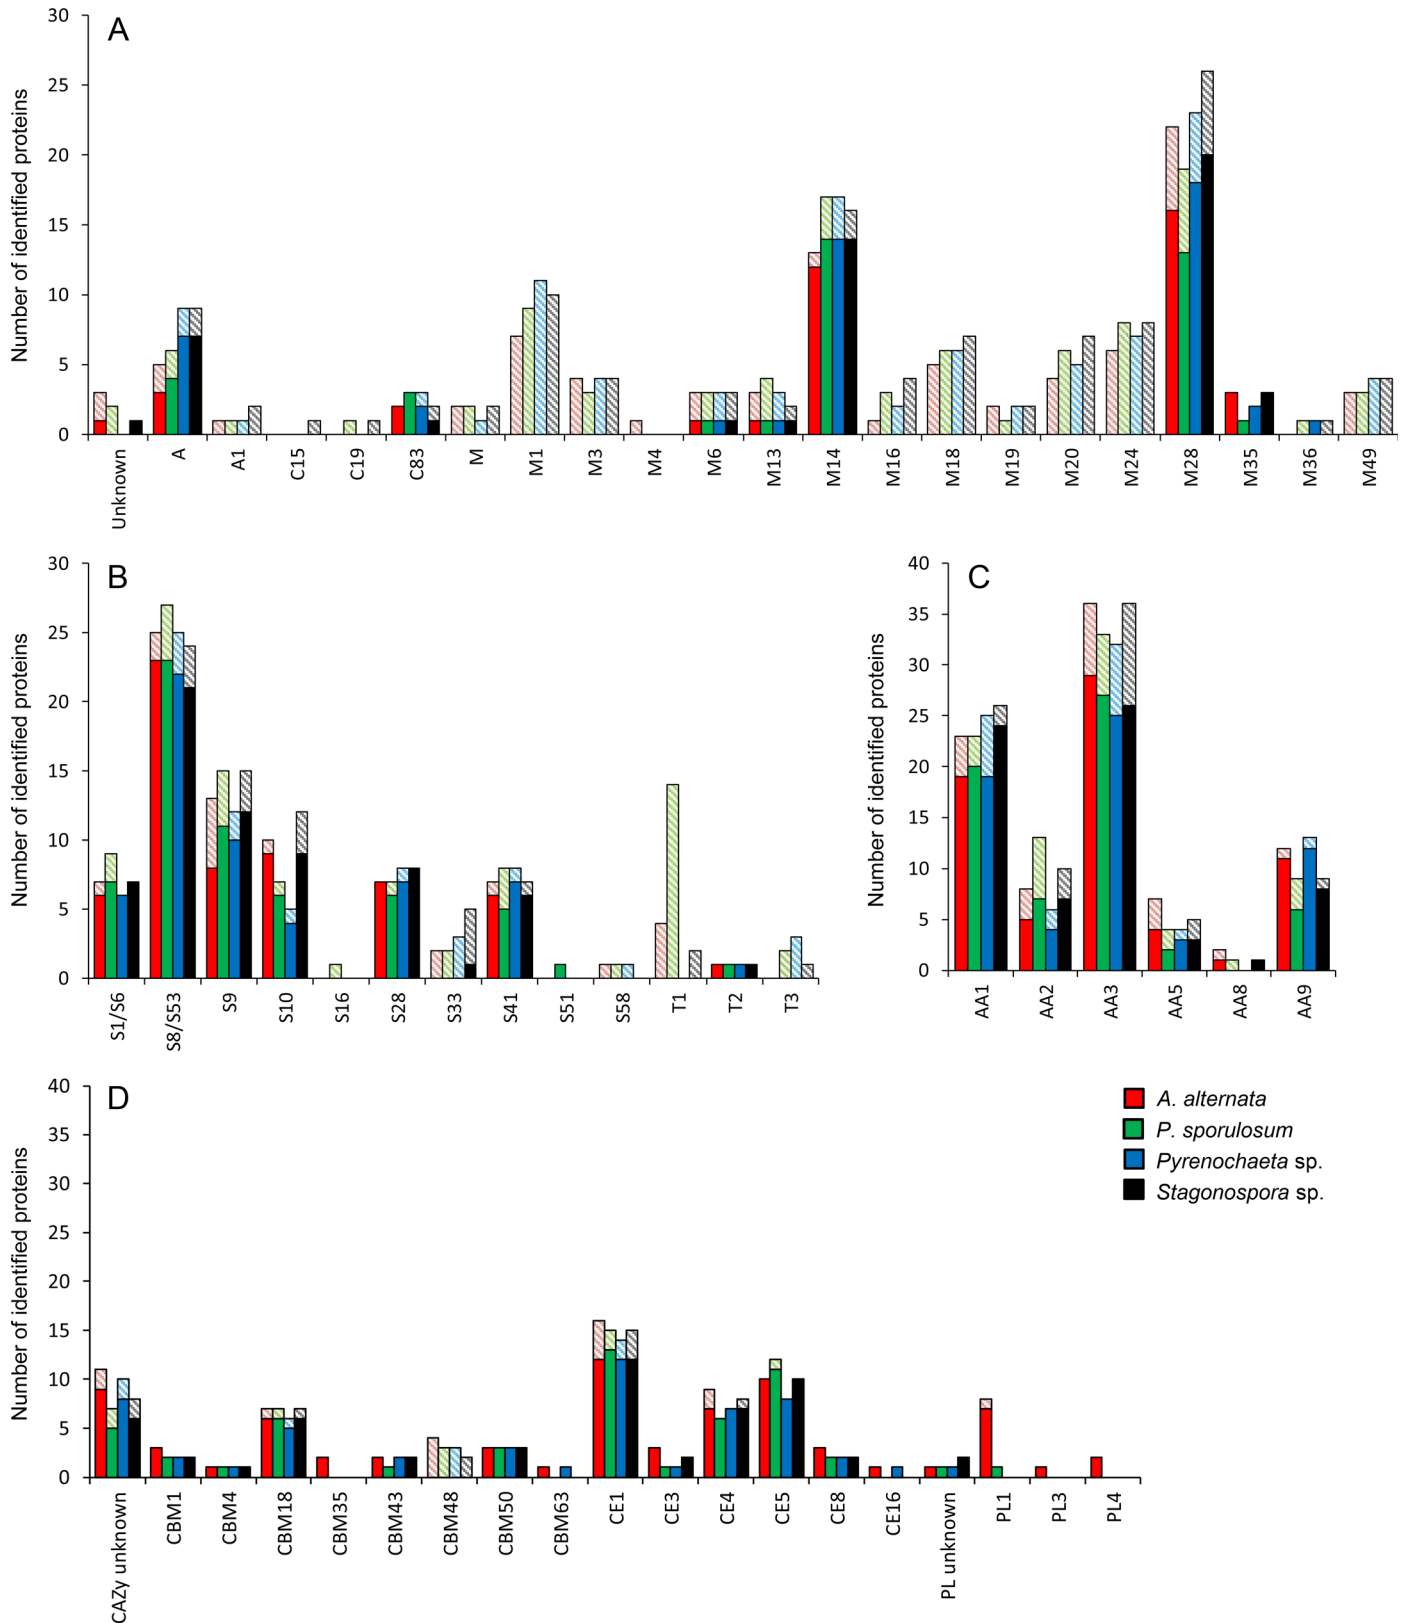 A
Number of identified proteins
30
25
20
15
10
5
0
Unknown
A
A1
C15
C19
C83
M
M1
M3
M4
M6
M13
M14
M16
M18
M19
M20
M24
M28
M35
M36
M49
B
Number of identified proteins
30
25
20
15
10
5
0
S1/S6
S8/S53
S9
S10
S16
S28
S33
S41
S51
S58
T1
T2
T3
C
Number of identified proteins
40
35
30
25
20
15
10
5
0
AA1
AA2
AA3
AA5
AA8
AA9
D
Number of identified proteins
40
35
30
25
20
15
10
5
0
CAZy unknown
CBM1
CBM4
CBM18
CBM35
CBM43
CBM48
CBM50
CBM63
CE1
CE3
CE4
CE5
CE8
CE16
PL unknown
PL1
PL3
PL4
A. alternata
P. sporulosum
Pyrenochaeta sp.
Stagonospora sp.